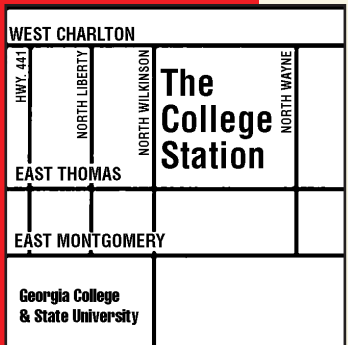 WEST CHARLTON
HWY. 441
NORTH LIBERTY
NORTH WILKINSON
The
College
Station
NORTH WAYNE
EAST THOMAS
EAST MONTGOMERY
Georgia College
& State University